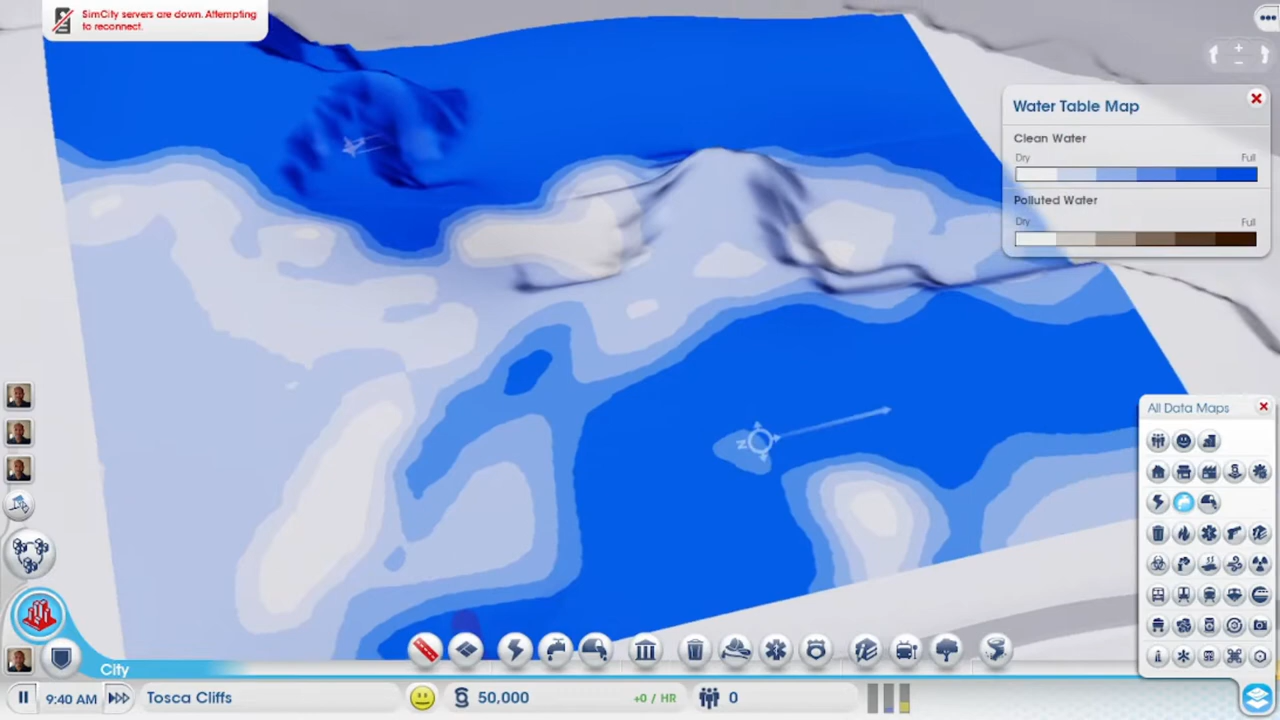 SimCity servers are down. Attempting
to reconnect.
Water Table Map
Clean Water
Dry Full
Polluted Water
Dry Full
All Data Maps
N
City
9:40 AM Tosca Cliffs 50,000 +0 / HR 0